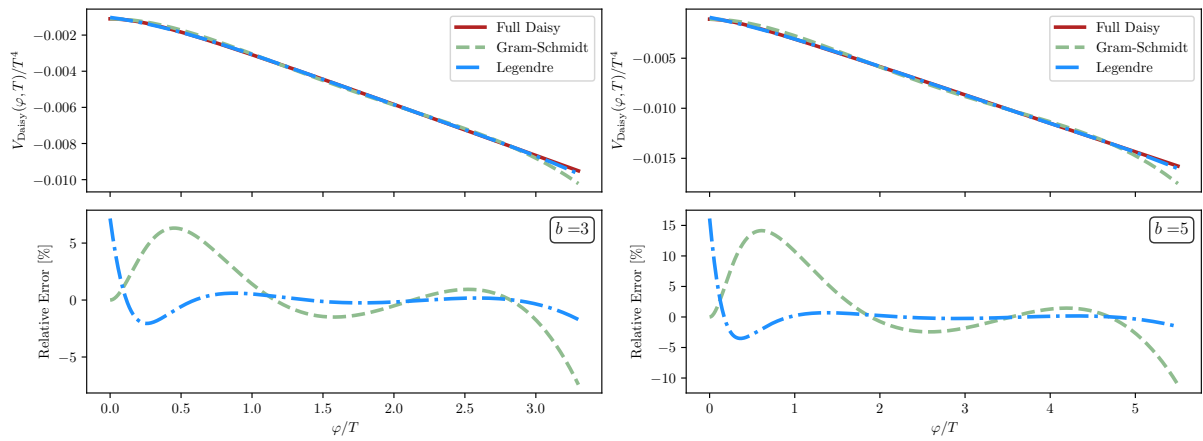 −0.002
−0.004
−0.006
−0.008
−0.010
V_Daisy(φ, T)/T^4
Full Daisy
Gram-Schmidt
Legendre
−0.005
−0.010
−0.015
V_Daisy(φ, T)/T^4
Full Daisy
Gram-Schmidt
Legendre
5
0
−5
Relative Error [%]
b =3
0.0 0.5 1.0 1.5 2.0 2.5 3.0
φ/T
15
10
5
0
−5
−10
Relative Error [%]
b =5
0 1 2 3 4 5
φ/T